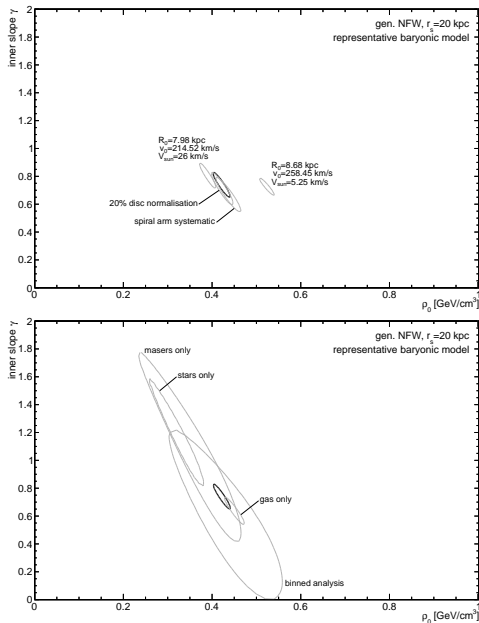 gen. NFW, r_s=20 kpc
representative baryonic model
inner slope γ
2
1.8
1.6
1.4
1.2
1
0.8
0.6
0.4
0.2
0
R_0=7.98 kpc
v_0=214.52 km/s
V_sun=26 km/s
R_0=8.68 kpc
v_0=258.45 km/s
V_sun=5.25 km/s
20% disc normalisation
spiral arm systematic
0 0.2 0.4 0.6 0.8 1
ρ_0 [GeV/cm³]
gen. NFW, r_s=20 kpc
representative baryonic model
inner slope γ
2
1.8
1.6
1.4
1.2
1
0.8
0.6
0.4
0.2
0
masers only
stars only
gas only
binned analysis
0 0.2 0.4 0.6 0.8 1
ρ_0 [GeV/cm³]